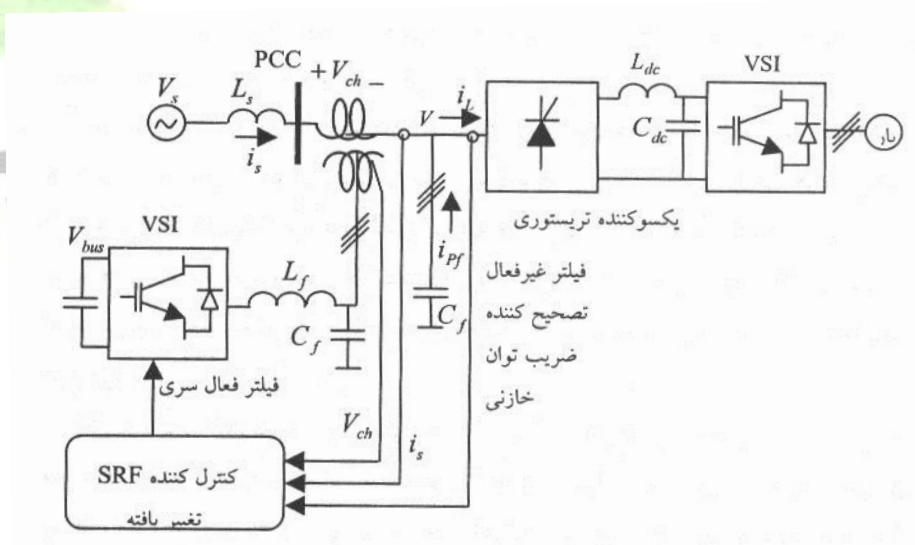 PCC
+ V_ch −
V_s
L_s
i_s
V
i_L
L_dc
C_dc
VSI
بار
یکسوکننده تریستوری
VSI
V_bus
L_f
C_f
i_Pf
C_f
فیلتر غیرفعال
تصحیح کننده
ضریب توان
خازنی
فیلتر فعال سری
V_ch
i_s
کنترل کننده SRF
تغییر یافته